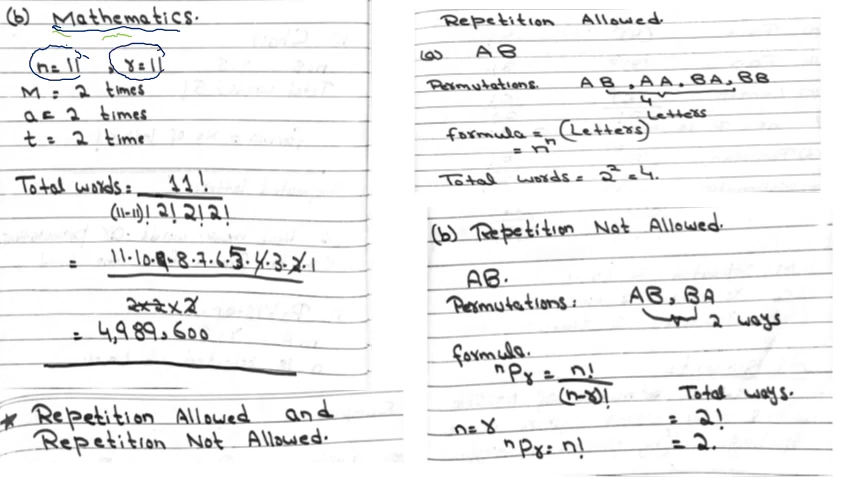 (b) Mathematics.
n=11 , r=11
M = 2 times
a = 2 times
t = 2 time
Total words = 11!
(11-11)! 2! 2! 2!
= 11·10·9·8·7·6·5·4·3·2·1
2×2×2
= 4,989,600
* Repetition Allowed and
Repetition Not Allowed.
Repetition Allowed.
(a) AB
Permutations. AB, AA, BA, BB
4
Letters
formula = (Letters)
= nⁿ
Total words = 2² = 4.
(b) Repetition Not Allowed.
AB.
Permutations: AB, BA
2 ways
formula.
ⁿPr = n!
(n-r)!
Total ways.
n=r = 2!
ⁿPr = n! = 2.